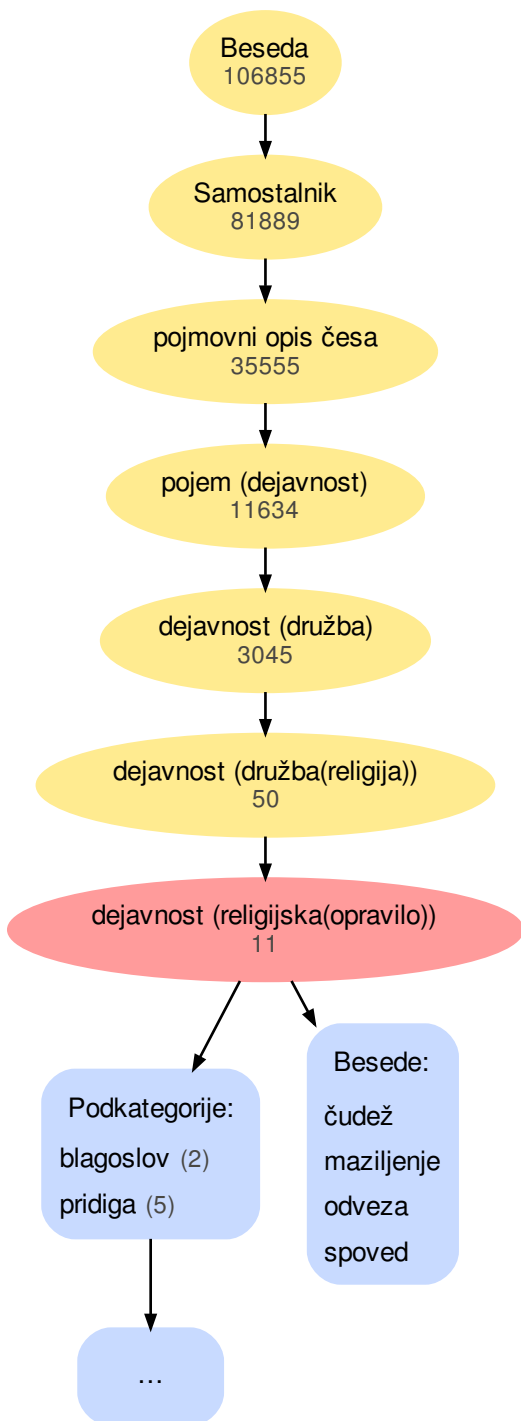 Beseda
106855
Samostalnik
81889
pojmovni opis česa
35555
pojem (dejavnost)
11634
dejavnost (družba)
3045
dejavnost (družba(religija))
50
dejavnost (religijska(opravilo))
11
Podkategorije:
blagoslov (2)
pridiga (5)
Besede:
čudež
maziljenje
odveza
spoved
...